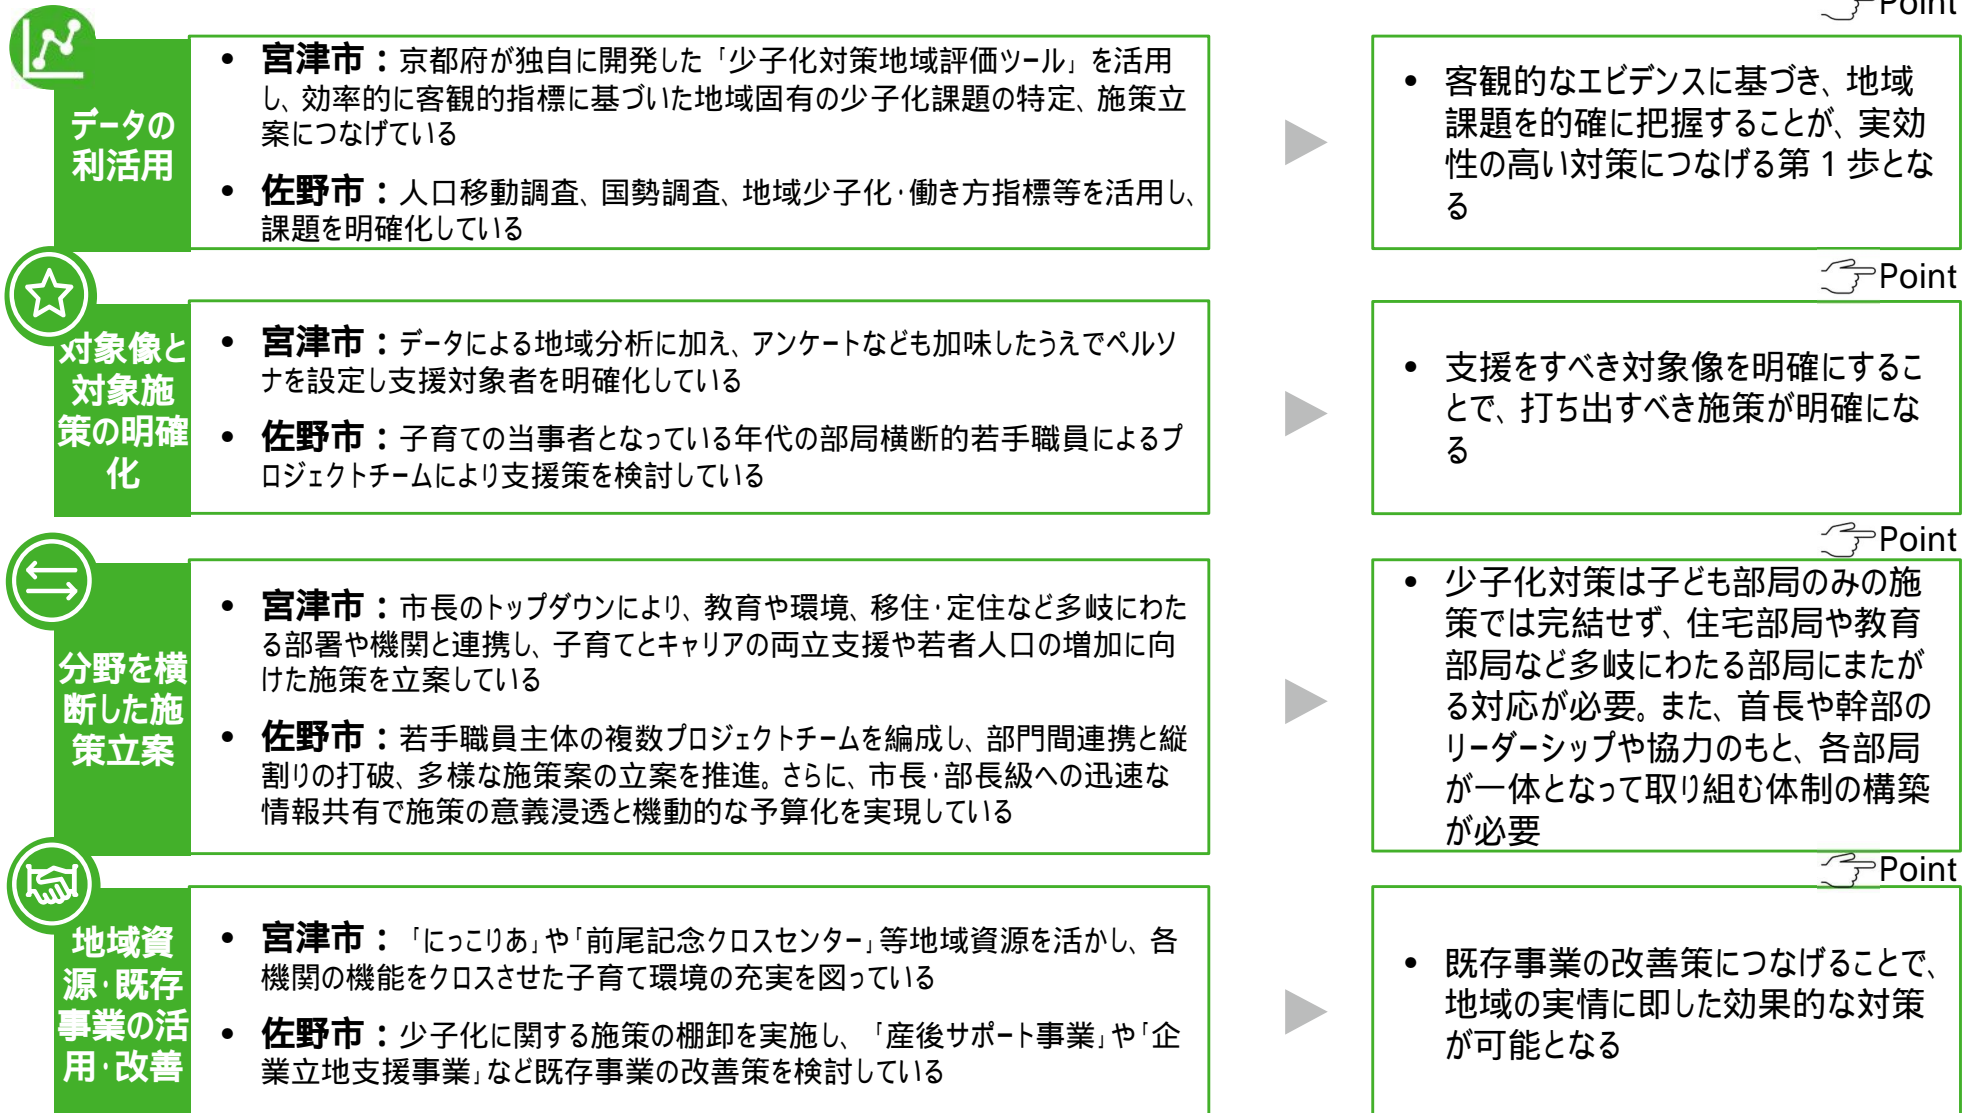 Point
データの
利活用
• 宮津市：京都府が独自に開発した「少子化対策地域評価ツール」を活用
し、効率的に客観的指標に基づいた地域固有の少子化課題の特定、施策立
案につなげている
• 佐野市：人口移動調査、国勢調査、地域少子化・働き方指標等を活用し、
課題を明確化している
• 客観的なエビデンスに基づき、地域
課題を的確に把握することが、実効
性の高い対策につなげる第１歩とな
る
Point
対象像と
対象施
策の明確
化
• 宮津市：データによる地域分析に加え、アンケートなども加味したうえでペルソ
ナを設定し支援対象者を明確化している
• 佐野市：子育ての当事者となっている年代の部局横断的若手職員によるプ
ロジェクトチームにより支援策を検討している
• 支援をすべき対象像を明確にするこ
とで、打ち出すべき施策が明確にな
る
Point
分野を横
断した施
策立案
• 宮津市：市長のトップダウンにより、教育や環境、移住・定住など多岐にわた
る部署や機関と連携し、子育てとキャリアの両立支援や若者人口の増加に向
けた施策を立案している
• 佐野市：若手職員主体の複数プロジェクトチームを編成し、部門間連携と縦
割りの打破、多様な施策案の立案を推進。さらに、市長・部長級への迅速な
情報共有で施策の意義浸透と機動的な予算化を実現している
• 少子化対策は子ども部局のみの施
策では完結せず、住宅部局や教育
部局など多岐にわたる部局にまたが
る対応が必要。また、首長や幹部の
リーダーシップや協力のもと、各部局
が一体となって取り組む体制の構築
が必要
Point
地域資
源・既存
事業の活
用・改善
• 宮津市：「にっこりあ」や「前尾記念クロスセンター」等地域資源を活かし、各
機関の機能をクロスさせた子育て環境の充実を図っている
• 佐野市：少子化に関する施策の棚卸を実施し、「産後サポート事業」や「企
業立地支援事業」など既存事業の改善策を検討している
• 既存事業の改善策につなげることで、
地域の実情に即した効果的な対策
が可能となる